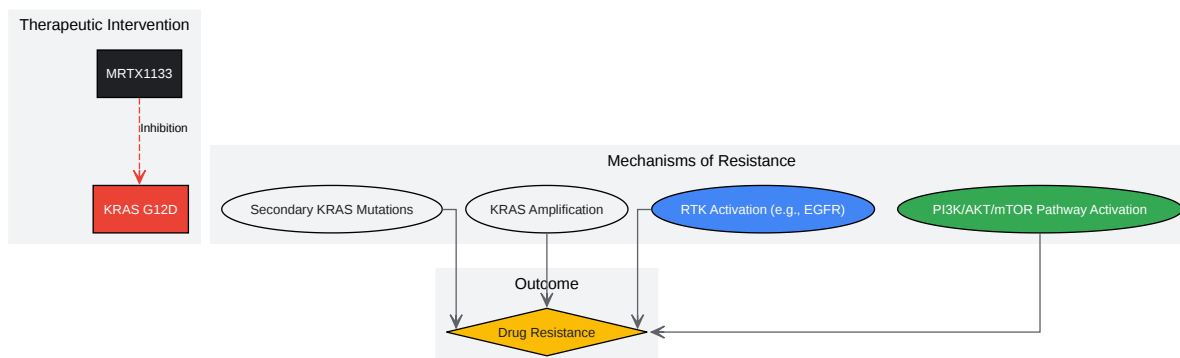 Therapeutic Intervention
MRTX1133
Inhibition
KRAS G12D
Mechanisms of Resistance
Secondary KRAS Mutations
KRAS Amplification
RTK Activation (e.g., EGFR)
PI3K/AKT/mTOR Pathway Activation
Outcome
Drug Resistance